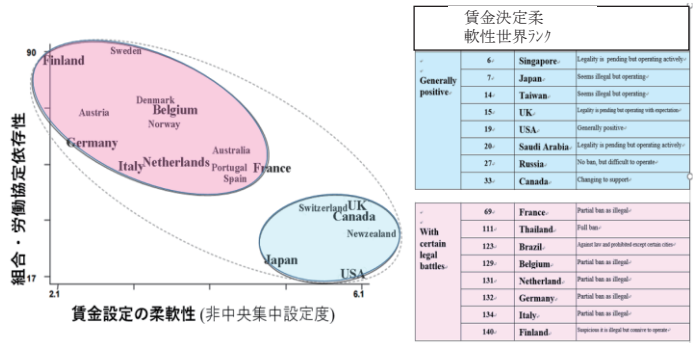 90
Sweden
Finland
Denmark
Austria
Belgium
Norway
Germany
Australia
Italy
Netherlands
Portugal
France
Spain
Switzerland
UK
Canada
Newzealand
Japan
USA
17
2.1
6.1
組合・労働協定依存性
賃金設定の柔軟性 (非中央集中設定度)
賃金決定柔
軟性世界ﾗﾝｸ
Generally
positive
6 Singapore Legality is pending but operating actively
7 Japan Seems illegal but operating
14 Taiwan Seems illegal but operating
15 UK Legality is pending but operating with expectation
19 USA Generally positive
20 Saudi Arabia Legality is pending but operating actively
27 Russia No ban, but difficult to operate
33 Canada Changing to support
With
certain
legal
battles
69 France Partial ban as illegal
111 Thailand Full ban
123 Brazil Against law and prohibited except certain cities
129 Belgium Partial ban as illegal
131 Netherland Partial ban as illegal
132 Germany Partial ban as illegal
134 Italy Partial ban as illegal
140 Finland Suspicious it is illegal but connive to operate